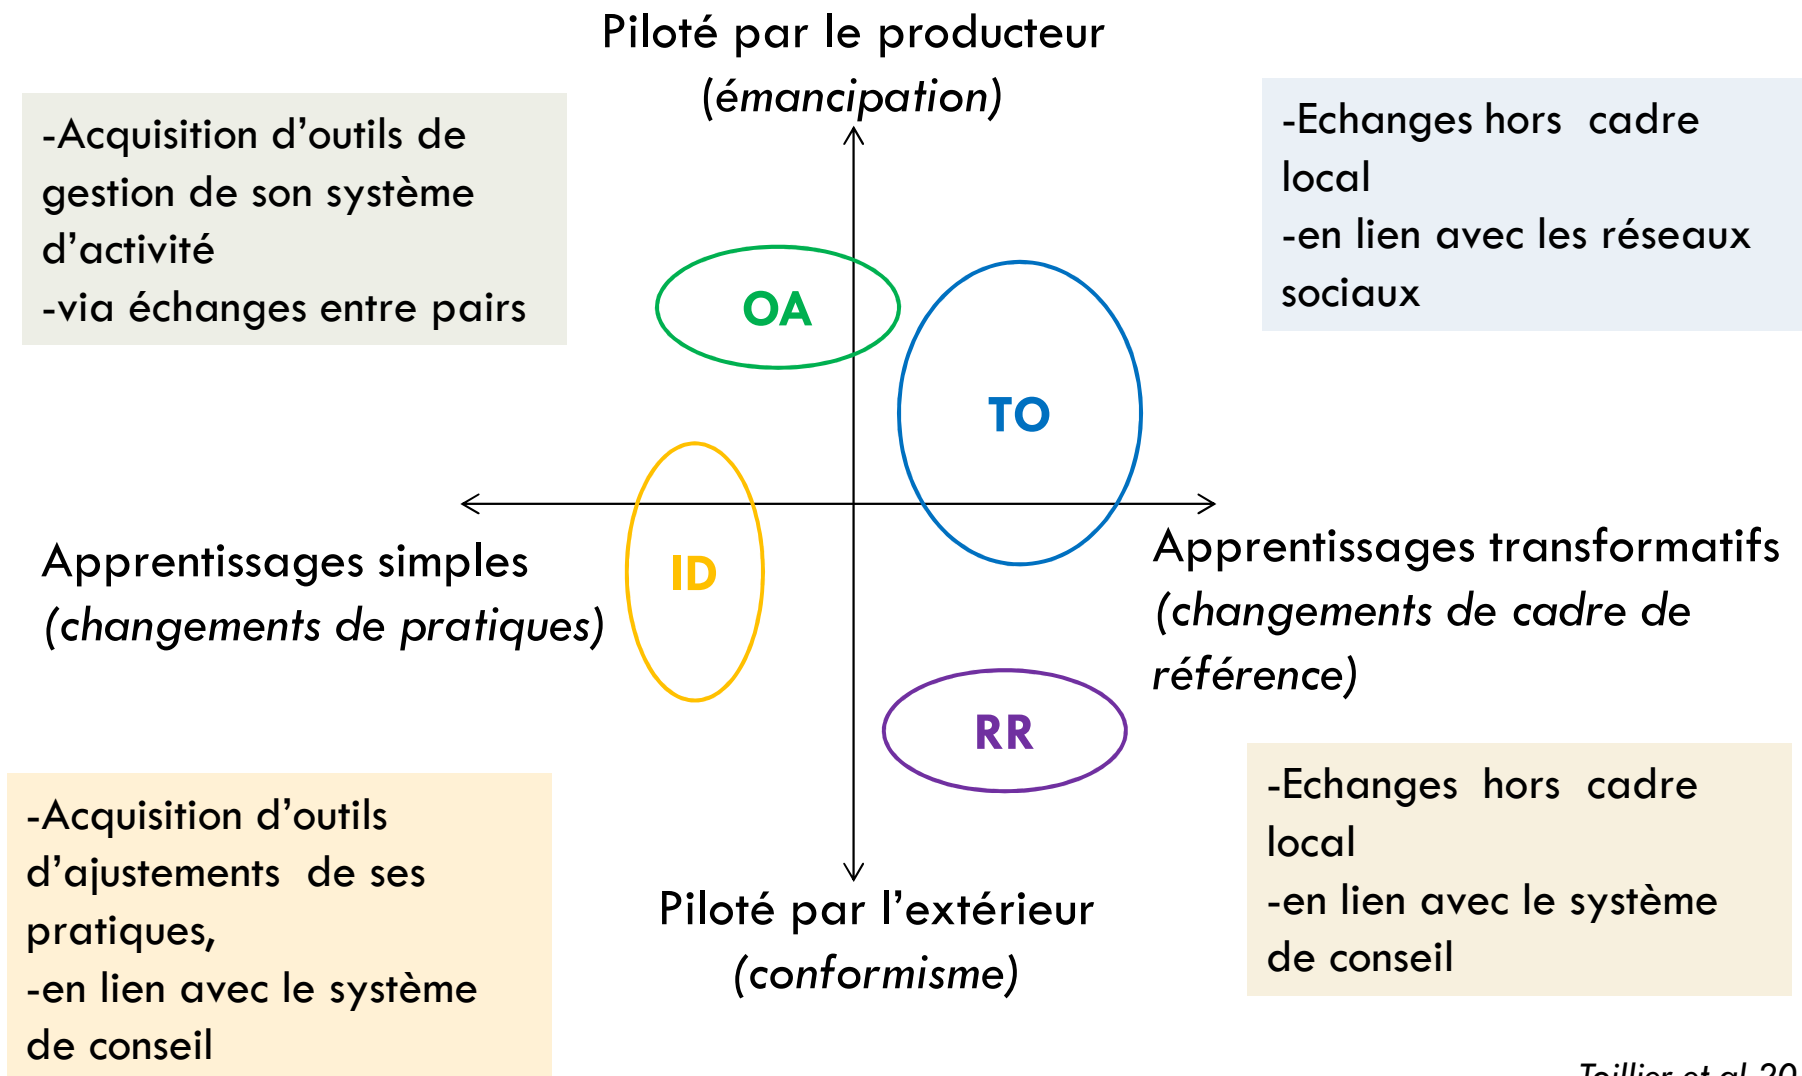 Piloté par le producteur
(émancipation)
-Acquisition d’outils de
gestion de son système
d’activité
-via échanges entre pairs
-Echanges hors cadre
local
-en lien avec les réseaux
sociaux
OA
TO
Apprentissages simples
(changements de pratiques)
ID
Apprentissages transformatifs
(changements de cadre de
référence)
RR
-Acquisition d’outils
d’ajustements de ses
pratiques,
-en lien avec le système
de conseil
Piloté par l’extérieur
(conformisme)
-Echanges hors cadre
local
-en lien avec le système
de conseil
et al 20